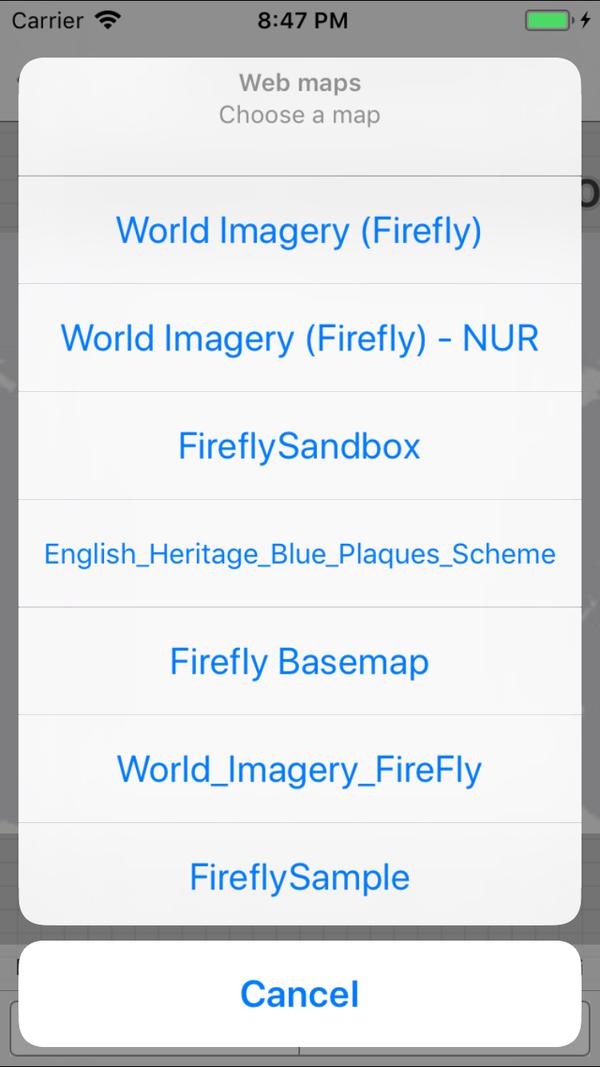 Carrier 8:47 PM
Web maps
Choose a map
World Imagery (Firefly)
World Imagery (Firefly) - NUR
FireflySandbox
English_Heritage_Blue_Plaques_Scheme
Firefly Basemap
World_Imagery_FireFly
FireflySample
Cancel